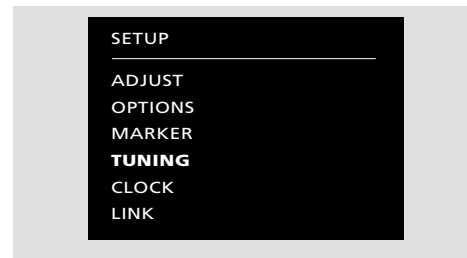 SETUP
ADJUST
OPTIONS
MARKER
TUNING
CLOCK
LINK